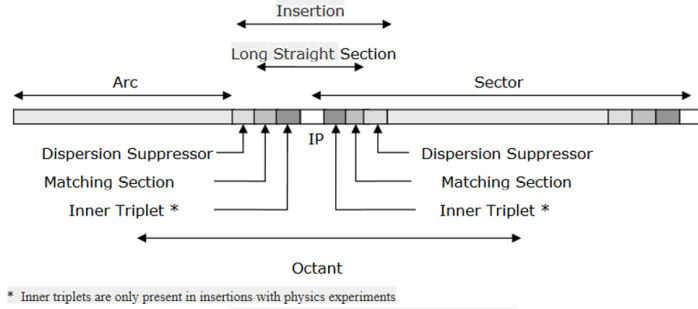 Insertion
Long Straight Section
Arc
Sector
IP
Dispersion Suppressor
Dispersion Suppressor
Matching Section
Matching Section
Inner Triplet *
Inner Triplet *
Octant
* Inner triplets are only present in insertions with physics experiments